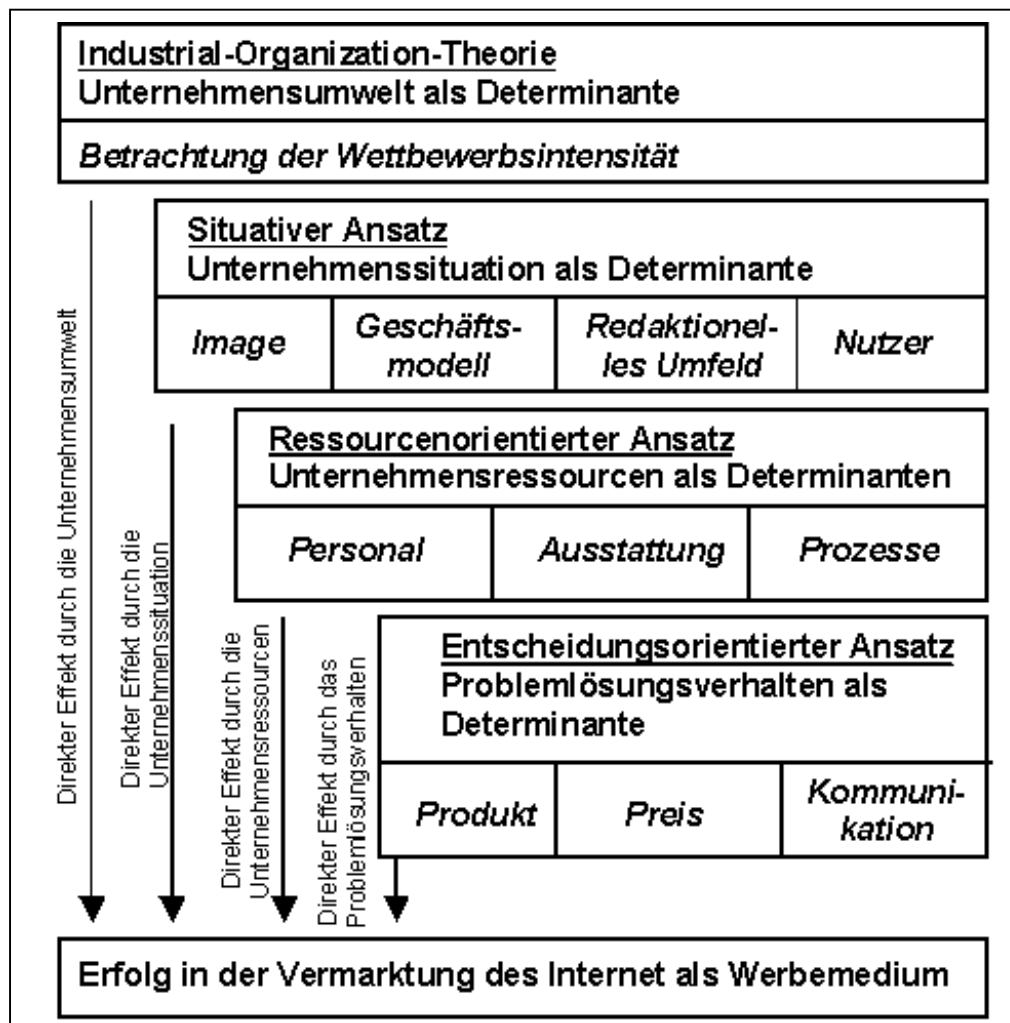 Industrial-Organization-Theorie
Unternehmensumwelt als Determinante
Betrachtung der Wettbewerbsintensität
Situativer Ansatz
Unternehmenssituation als Determinante
Image
Geschäfts-
modell
Redaktionel-
les Umfeld
Nutzer
Ressourcenorientierter Ansatz
Unternehmensressourcen als Determinanten
Personal
Ausstattung
Prozesse
Entscheidungsorientierter Ansatz
Problemlösungsverhalten als
Determinante
Produkt
Preis
Kommuni-
kation
Direkter Effekt durch die Unternehmensumwelt
Direkter Effekt durch die
Unternehmenssituation
Direkter Effekt durch die
Unternehmensressourcen
Direkter Effekt durch das
Problemlösungsverhalten
Erfolg in der Vermarktung des Internet als Werbemedium